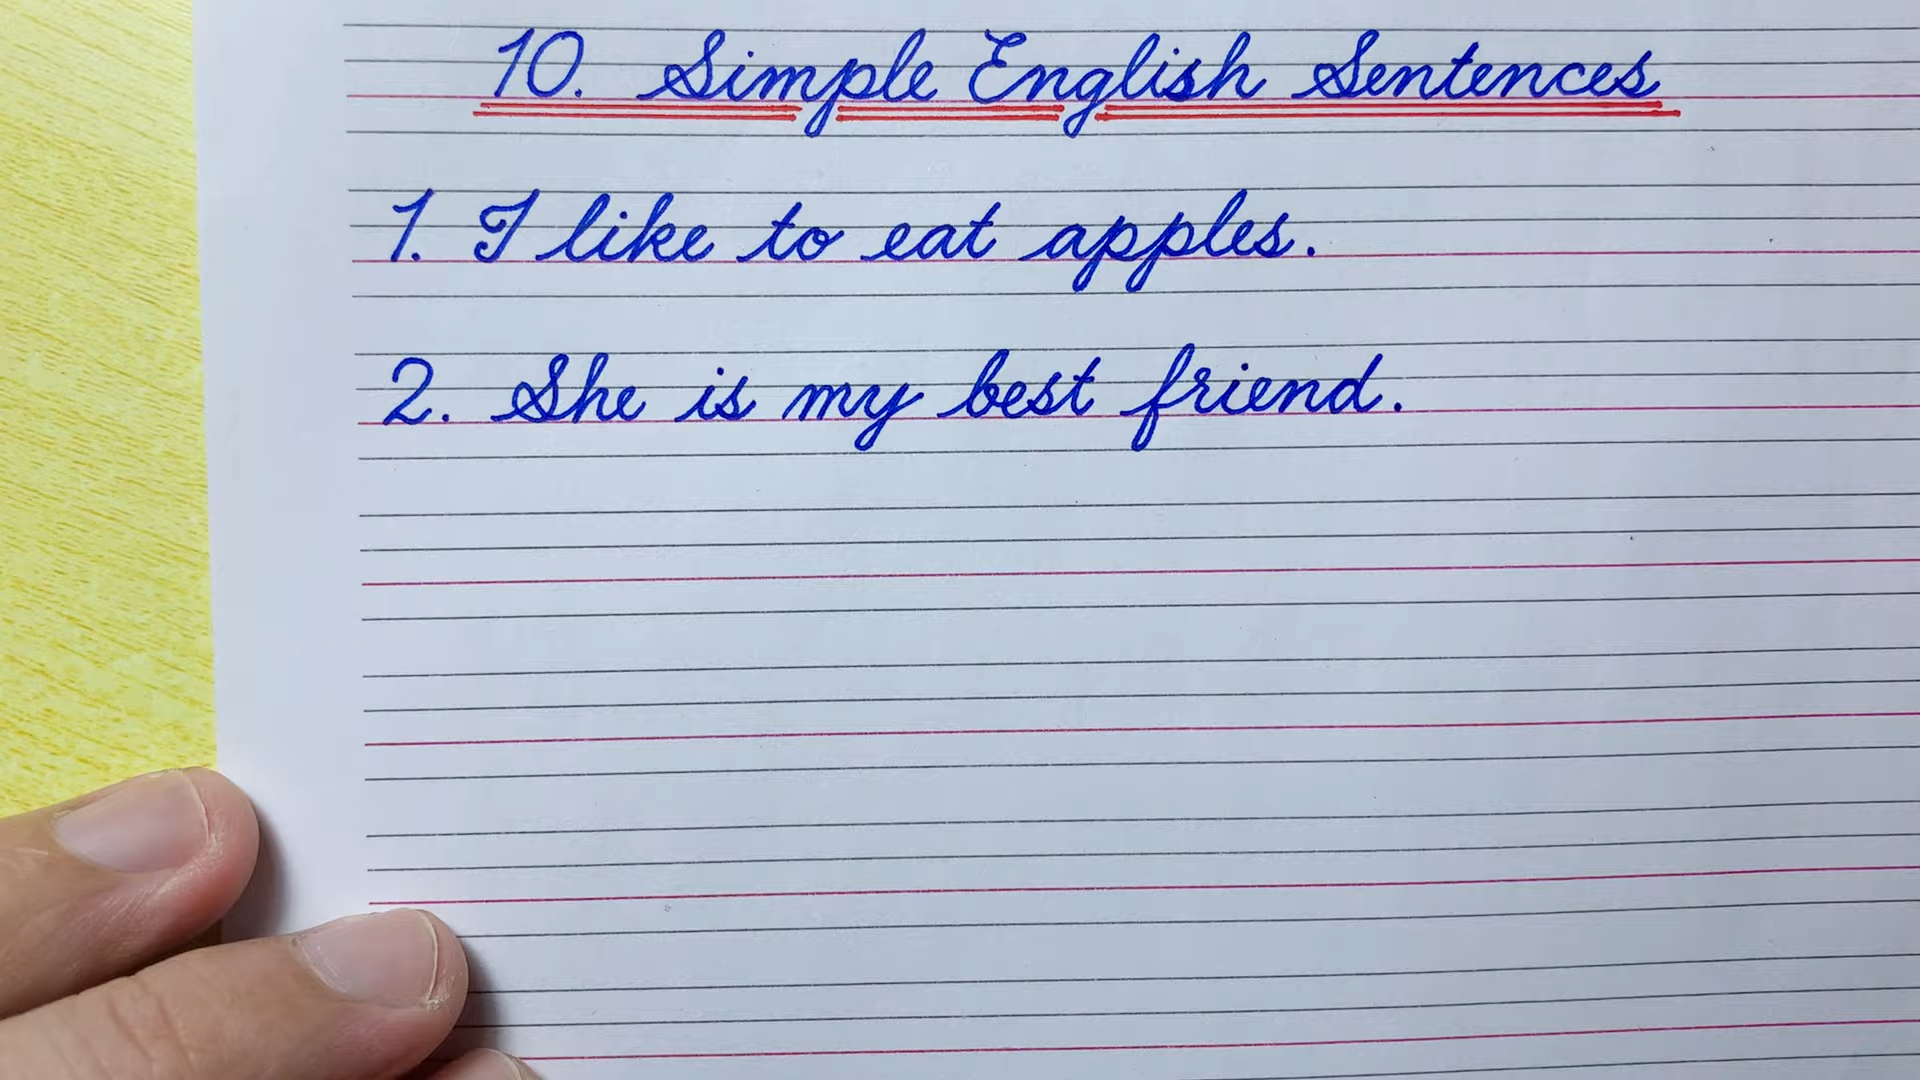 10. Simple English Sentences
1. I like to eat apples.
2. She is my best friend.